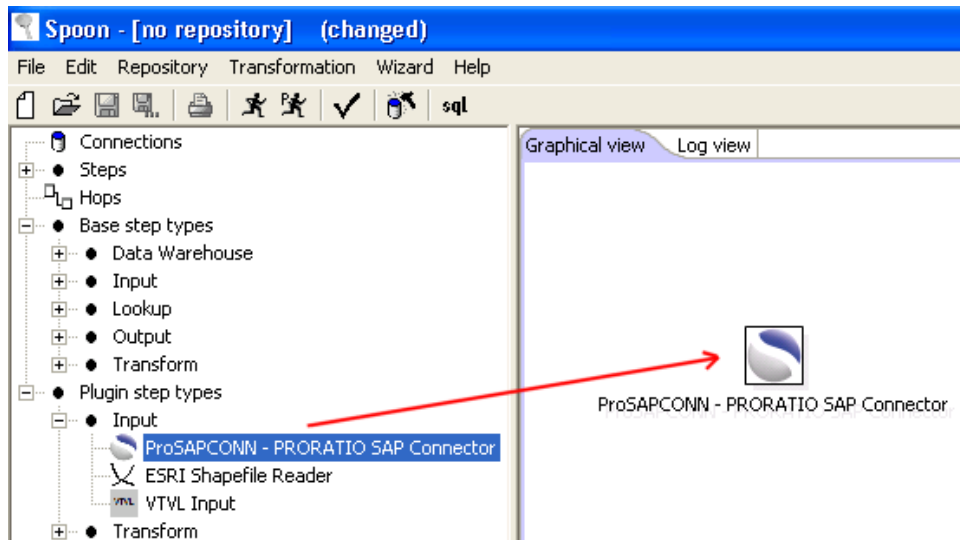 Spoon - [no repository] (changed)
File Edit Repository Transformation Wizard Help
sql
Connections
Steps
Hops
Base step types
Data Warehouse
Input
Lookup
Output
Transform
Plugin step types
Input
ProSAPCONN - PRORATIO SAP Connector
ESRI Shapefile Reader
VTVL VTVL Input
Transform
Graphical view Log view
ProSAPCONN - PRORATIO SAP Connector